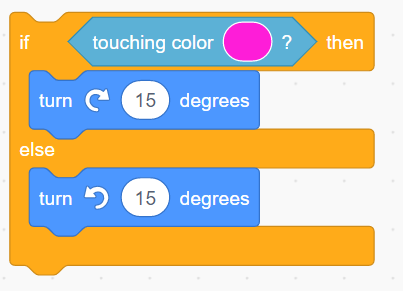 if touching color ? then
turn 15 degrees
else
turn 15 degrees